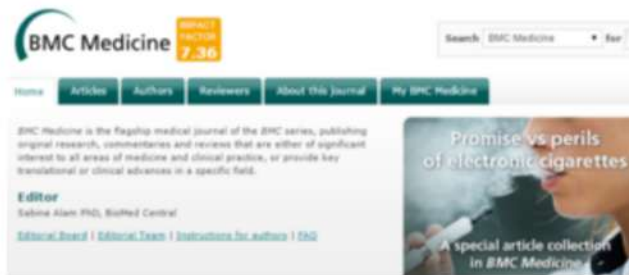 BMC Medicine
IMPACT
FACTOR
7.36
Search BMC Medicine for
Home Articles Authors Reviewers About this journal My BMC Medicine
BMC Medicine is the flagship medical journal of the BMC series, publishing
original research, commentaries and reviews that are either of significant
interest to all areas of medicine and clinical practice, or provide key
translational or clinical advances in a specific field.
Editor
Sabina Alam PhD, BioMed Central
Editorial Board | Editorial Team | Instructions for authors | FAQ
Promise vs perils
of electronic cigarettes
A special article collection
in BMC Medicine